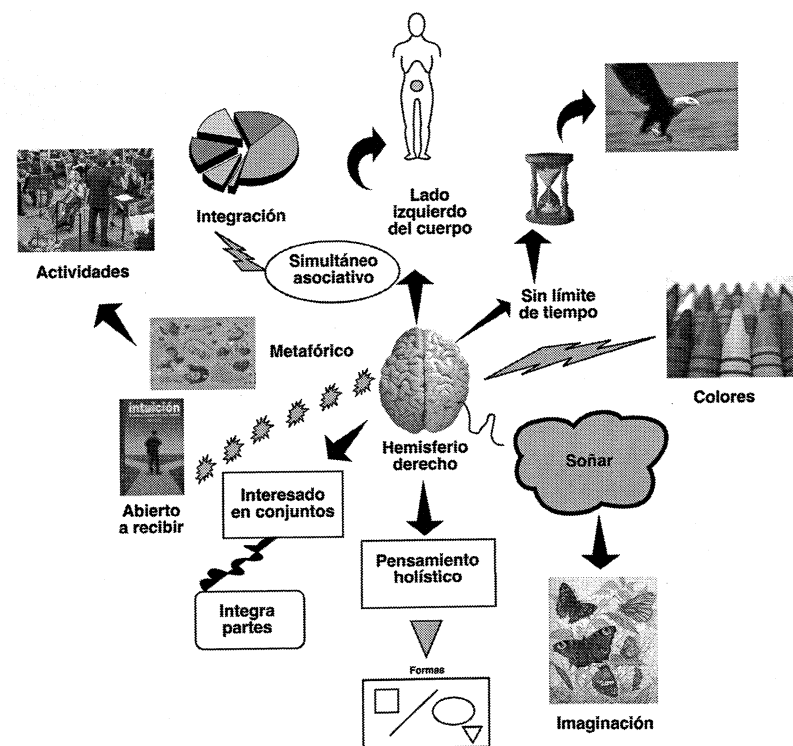 Lado
izquierdo
del cuerpo
Integración
Actividades
Simultáneo
asociativo
Sin límite
de tiempo
Metafórico
Colores
intuición
Abierto
a recibir
Hemisferio
derecho
Soñar
Interesado
en conjuntos
Pensamiento
holístico
Integra
partes
Formas
Imaginación